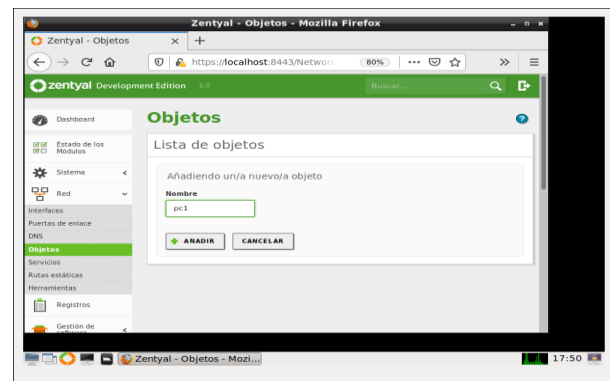 Zentyal - Objetos - Mozilla Firefox
Zentyal - Objetos
https://localhost:8443/Networ
80%
zentyal Development Edition 6.0
Buscar...
Dashboard
Objetos
Estado de los
Módulos
Lista de objetos
Sistema
Añadiendo un/a nuevo/a objeto
Red
Nombre
pc1
Interfaces
Puertas de enlace
DNS
AÑADIR
CANCELAR
Objetos
Servicios
Rutas estáticas
Herramientas
Registros
Gestión de
software
Zentyal - Objetos - Mozi...
17:50